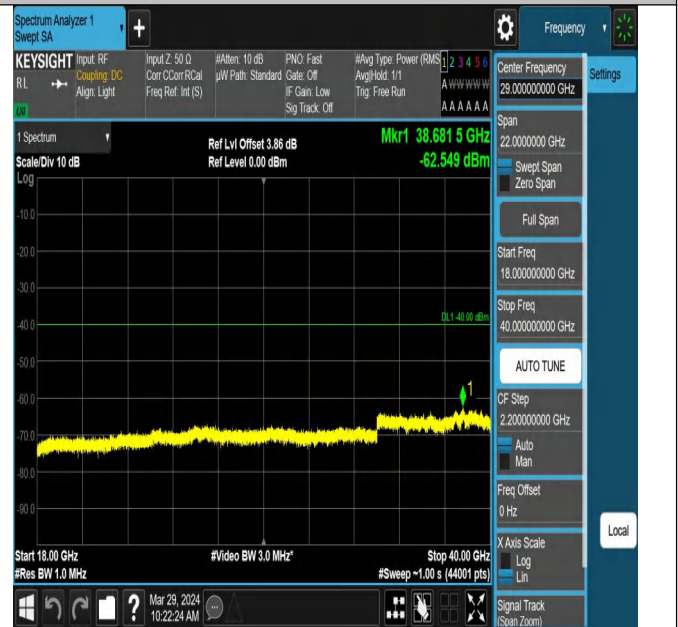 Spectrum Analyzer 1
Swept SA
+
Frequency
KEYSIGHT
RL
LXI
Input: RF
Coupling: DC
Align: Light
Input Z: 50 Ω
Corr CCorr RCal
Freq Ref: Int (S)
#Atten: 10 dB
µW Path: Standard
PNO: Fast
Gate: Off
IF Gain: Low
Sig Track: Off
#Avg Type: Power (RMS
Avg|Hold: 1/1
Trig: Free Run
1 2 3 4 5 6
A W W W W W
A A A A A A
1 Spectrum
Scale/Div 10 dB
Log
Ref Lvl Offset 3.86 dB
Ref Level 0.00 dBm
Mkr1 38.681 5 GHz
-62.549 dBm
-10.0
-20.0
-30.0
-40.0
-50.0
-60.0
-70.0
-80.0
-90.0
DL1 -40.00 dBm
1
Start 18.00 GHz
#Res BW 1.0 MHz
#Video BW 3.0 MHz*
Stop 40.00 GHz
#Sweep ~1.00 s (44001 pts)
?
Mar 29, 2024
10:22:24 AM
Center Frequency
29.000000000 GHz
Settings
Span
22.0000000 GHz
Swept Span
Zero Span
Full Span
Start Freq
18.000000000 GHz
Stop Freq
40.000000000 GHz
AUTO TUNE
CF Step
2.200000000 GHz
Auto
Man
Freq Offset
0 Hz
X Axis Scale
Log
Lin
Local
Signal Track
(Span Zoom)